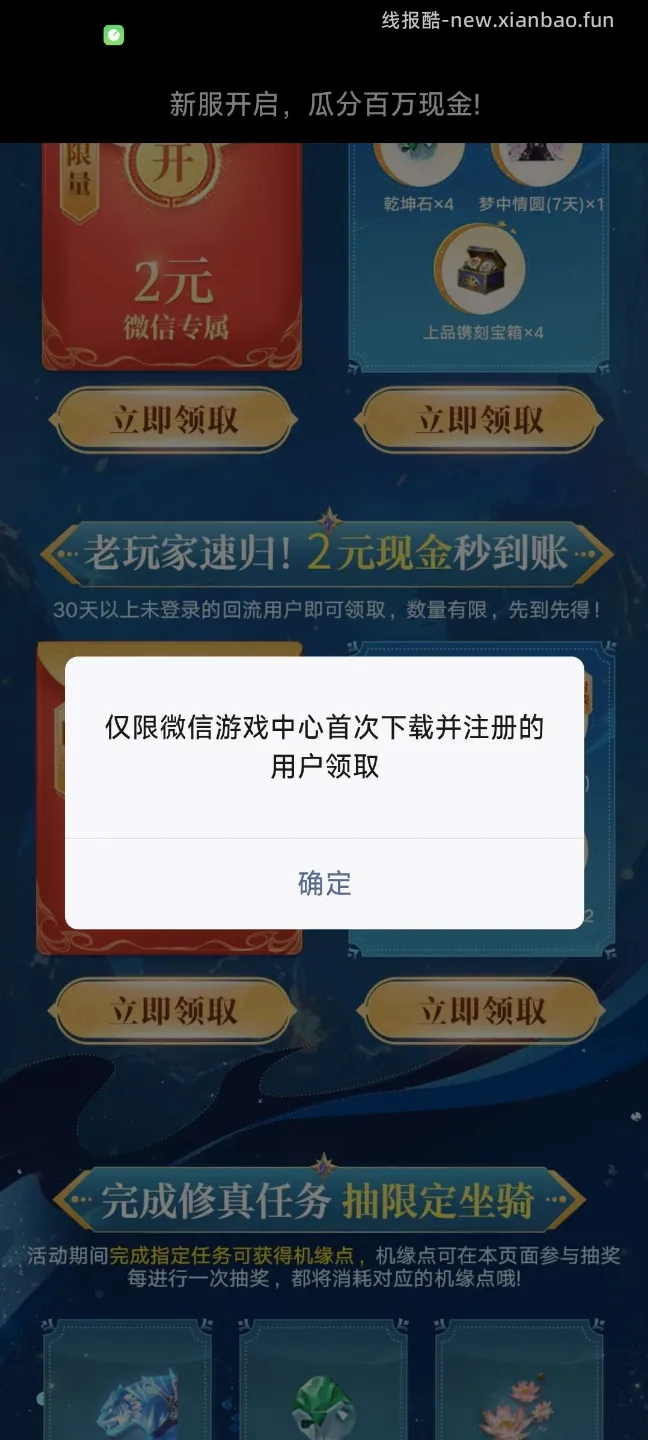 线报酷-new.xianbao.fun
新服开启，瓜分百万现金!
限量
开
2元
微信专属
乾坤石×4
梦中情圆(7天)×1
上品镌刻宝箱×4
立即领取
立即领取
老玩家速归！2元现金秒到账
30天以上未登录的回流用户即可领取，数量有限，先到先得！
仅限微信游戏中心首次下载并注册的
用户领取
确定
立即领取
立即领取
完成修真任务 抽限定坐骑
活动期间完成指定任务可获得机缘点，机缘点可在本页面参与抽奖
每进行一次抽奖，都将消耗对应的机缘点哦!